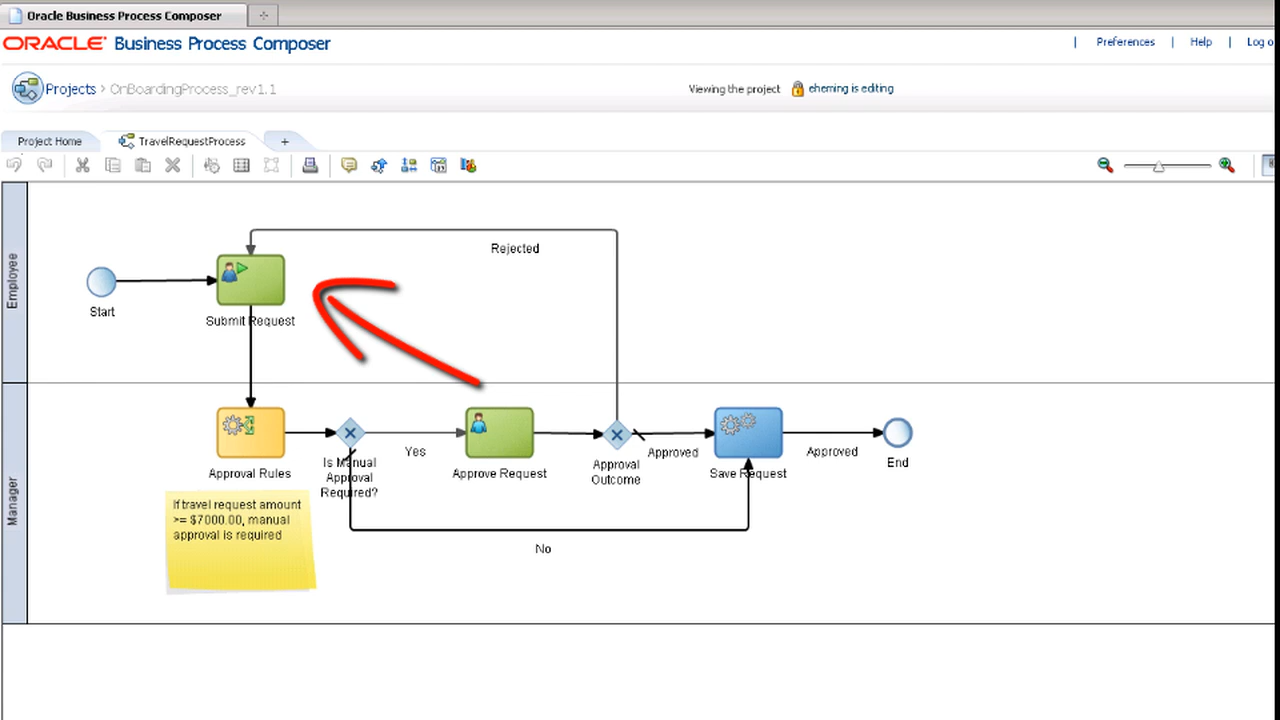 Oracle Business Process Composer
ORACLE Business Process Composer
Preferences
Help
Projects > OnBoardingProcess_rev1.1
Viewing the project
eheming is editing
Project Home
TravelRequestProcess
+
Employee
Rejected
Start
Submit Request
Manager
Approval Rules
Is Manual
Approval
Required?
Yes
Approve Request
Approval
Outcome
Approved
Save Request
Approved
End
If travel request amount
>= $7000.00, manual
approval is required
No